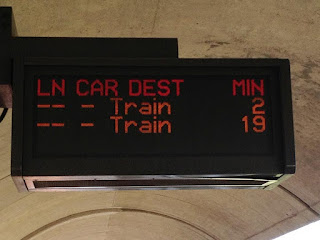 LN CAR DEST MIN
-- - Train 2
-- - Train 19